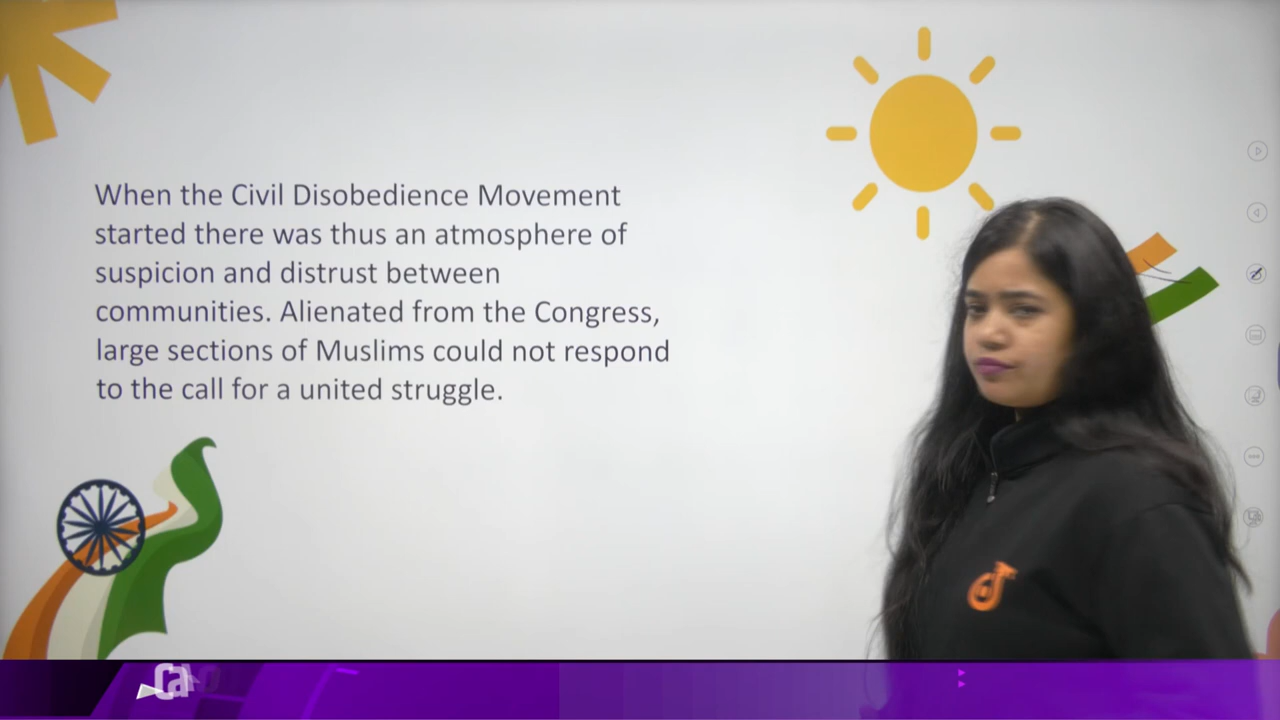 When the Civil Disobedience Movement
started there was thus an atmosphere of
suspicion and distrust between
communities. Alienated from the Congress,
large sections of Muslims could not respond
to the call for a united struggle.